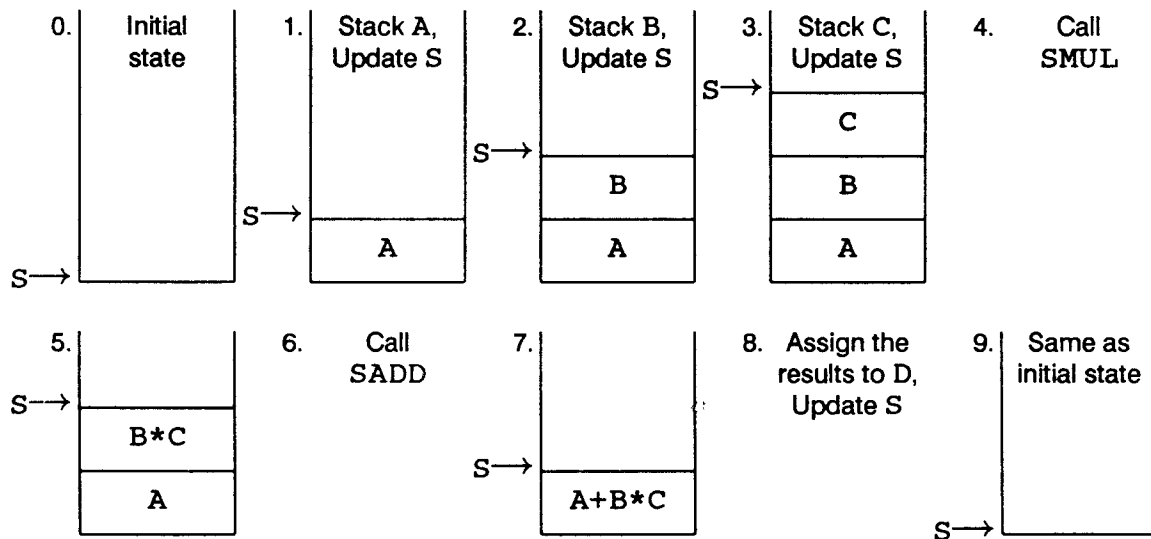 0. Initial state
1. Stack A, Update S
2. Stack B, Update S
3. Stack C, Update S
4. Call SMUL
S→
S→
A
S→
B
A
S→
C
B
A
5.
S→
B*C
A
6. Call SADD
7.
S→
A+B*C
8. Assign the results to D, Update S
9. Same as initial state
S→